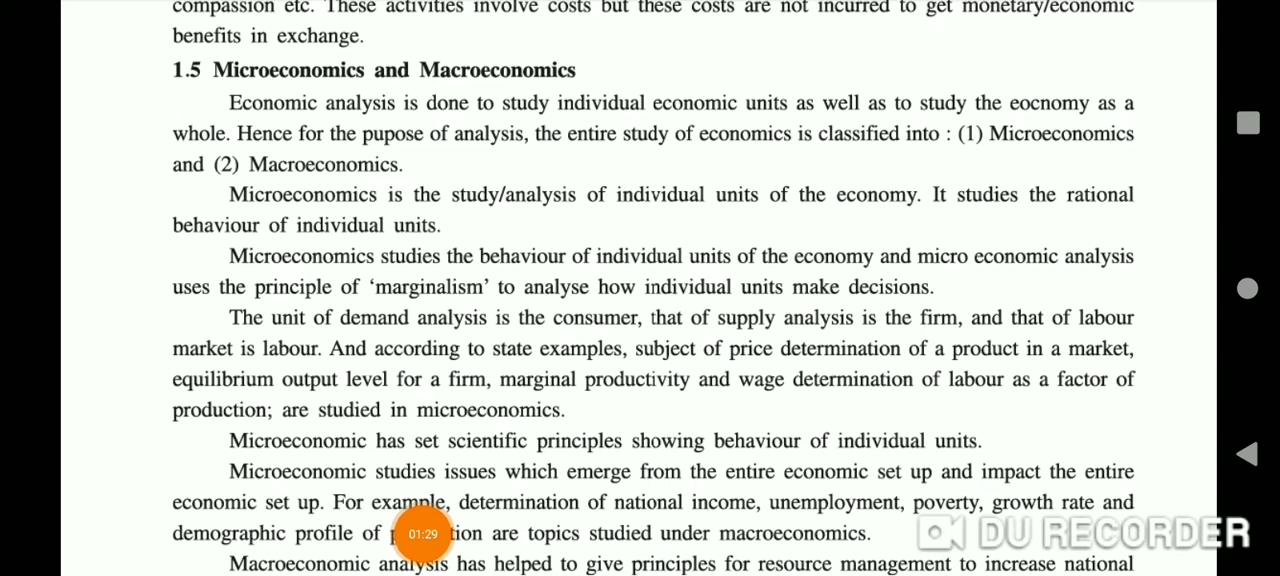 compassion etc. These activities involve costs but these costs are not incurred to get monetary/economic
benefits in exchange.
1.5 Microeconomics and Macroeconomics
Economic analysis is done to study individual economic units as well as to study the eocnomy as a
whole. Hence for the pupose of analysis, the entire study of economics is classified into : (1) Microeconomics
and (2) Macroeconomics.
Microeconomics is the study/analysis of individual units of the economy. It studies the rational
behaviour of individual units.
Microeconomics studies the behaviour of individual units of the economy and micro economic analysis
uses the principle of ‘marginalism’ to analyse how individual units make decisions.
The unit of demand analysis is the consumer, that of supply analysis is the firm, and that of labour
market is labour. And according to state examples, subject of price determination of a product in a market,
equilibrium output level for a firm, marginal productivity and wage determination of labour as a factor of
production; are studied in microeconomics.
Microeconomic has set scientific principles showing behaviour of individual units.
Microeconomic studies issues which emerge from the entire economic set up and impact the entire
economic set up. For example, determination of national income, unemployment, poverty, growth rate and
demographic profile of are topics studied under macroeconomics.
01:29
DU RECORDER
Macroeconomic analysis has helped to give principles for resource management to increase national